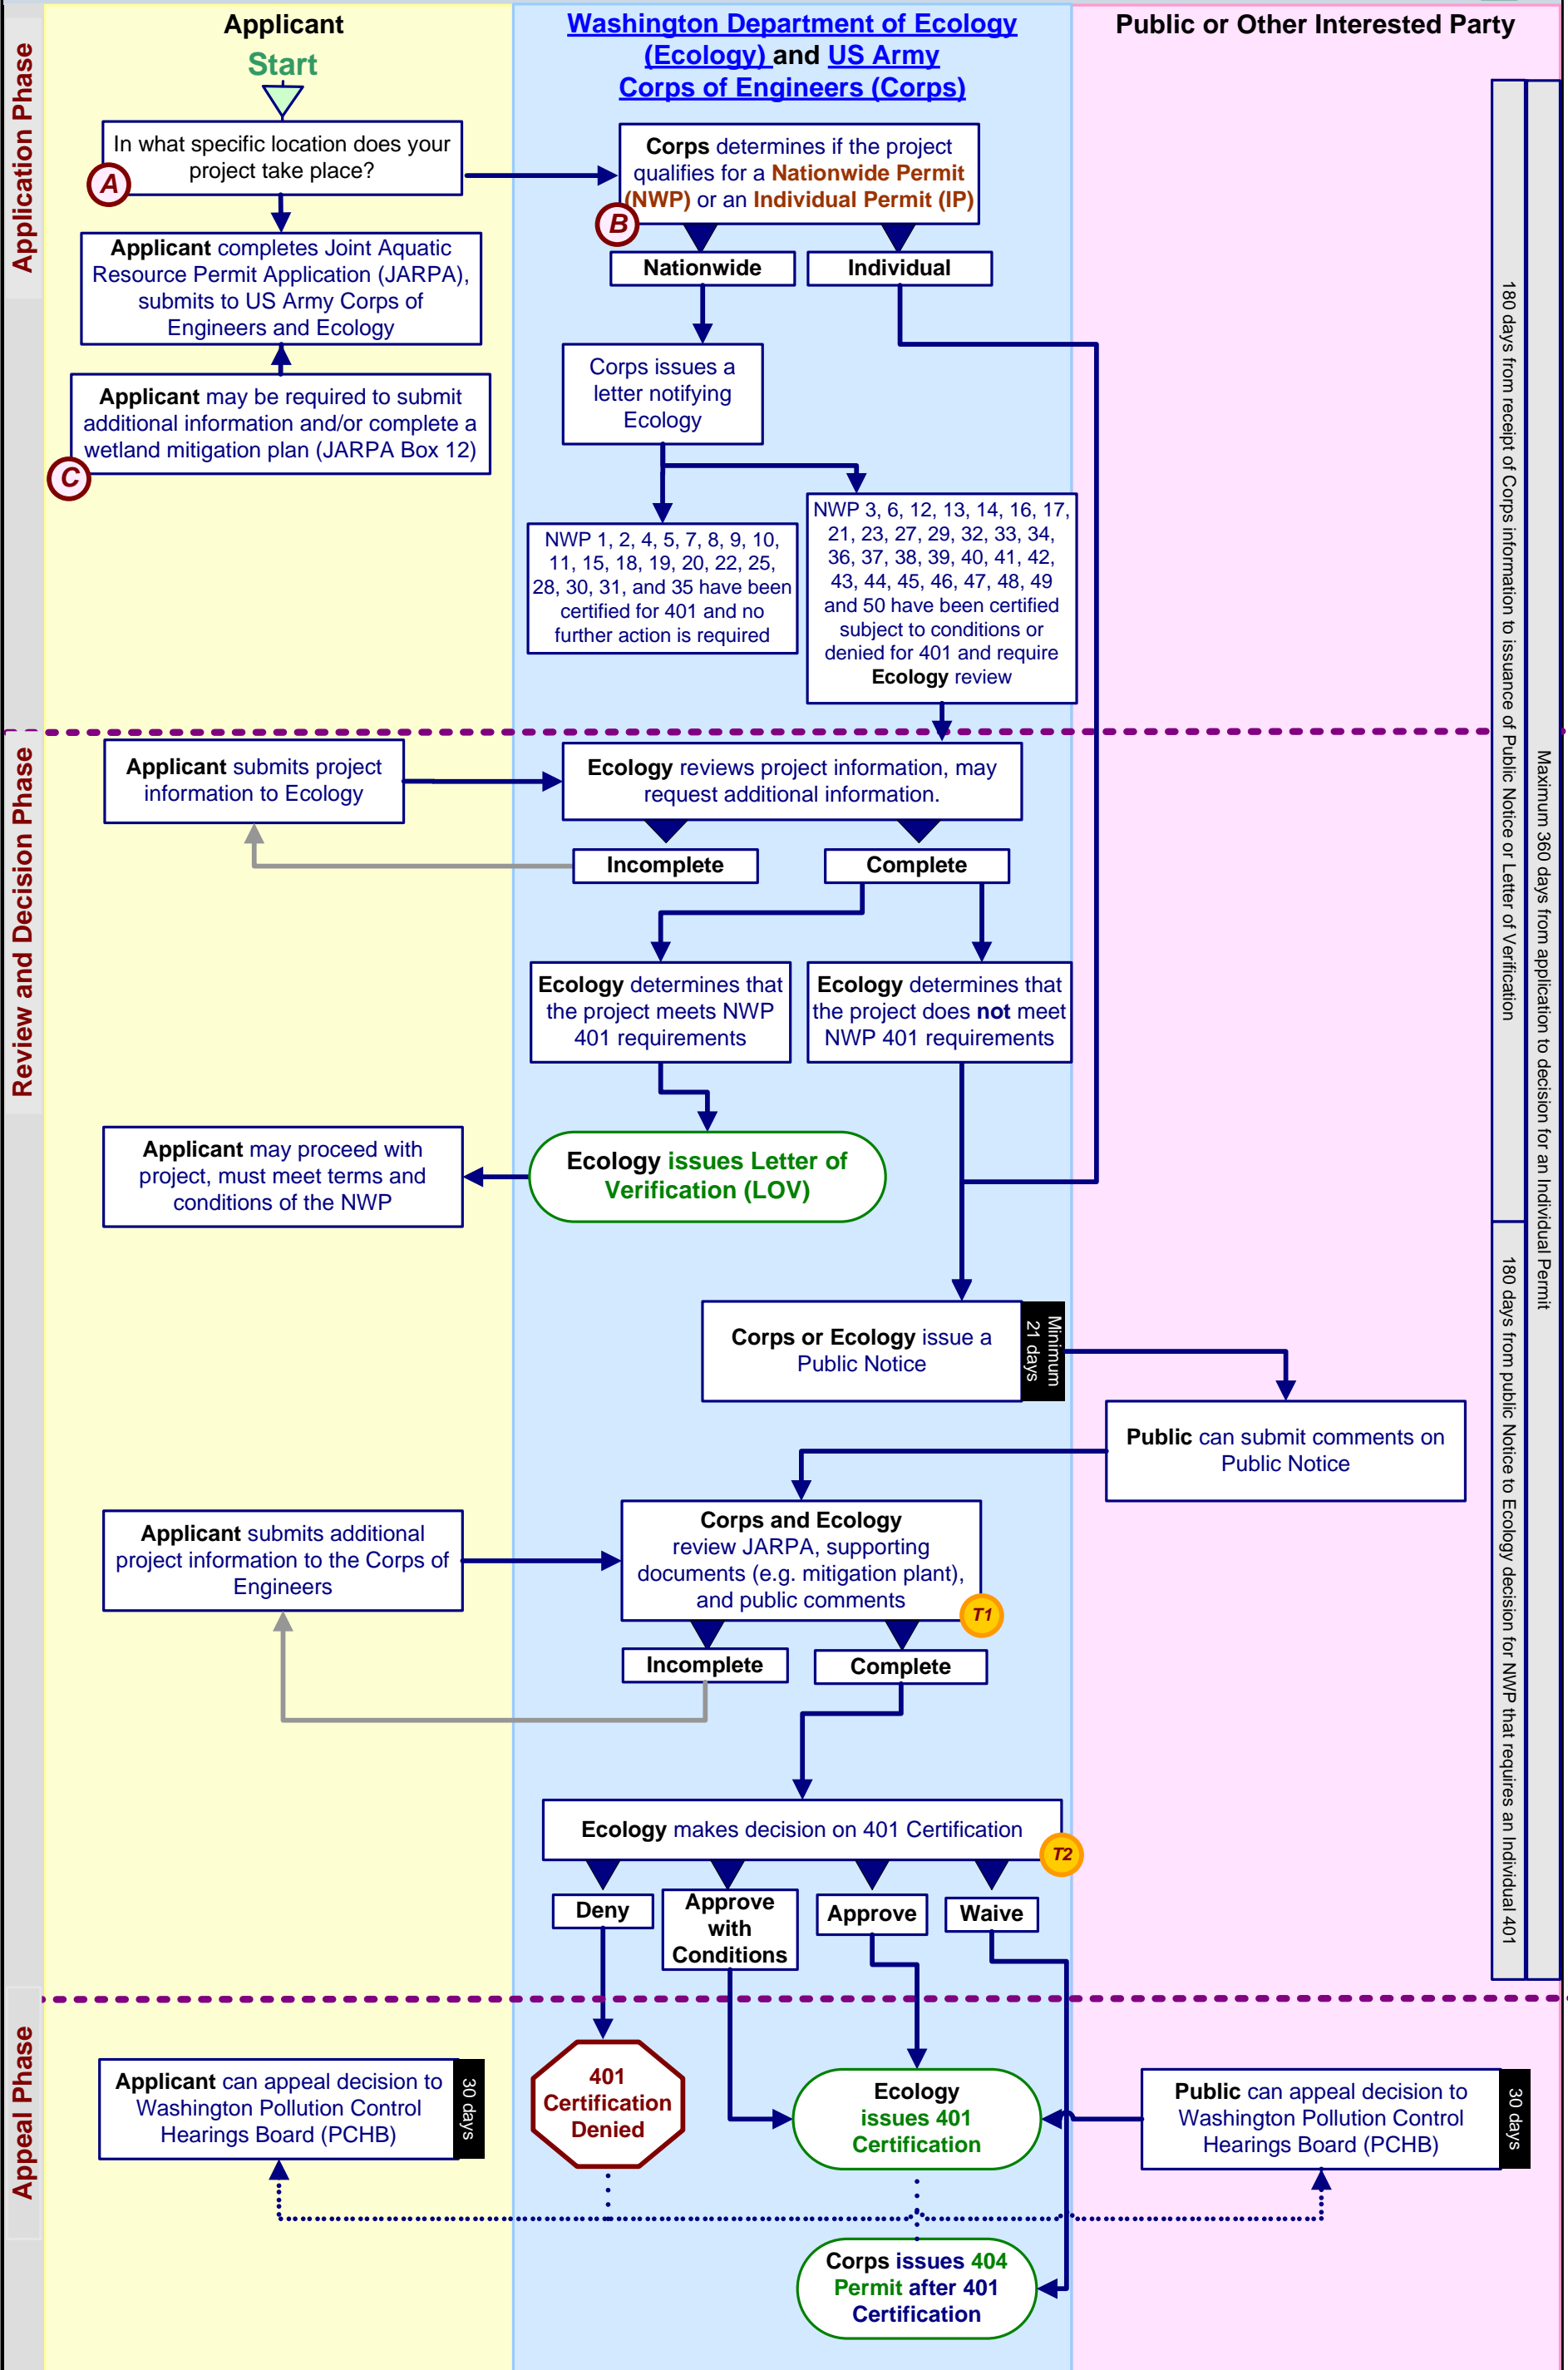 Applicant
Washington Department of Ecology
(Ecology) and US Army
Corps of Engineers (Corps)
Public or Other Interested Party
Application Phase
Start
In what specific location does your
project take place?
A
Corps determines if the project
qualifies for a Nationwide Permit
(NWP) or an Individual Permit (IP)
B
Nationwide
Individual
Applicant completes Joint Aquatic
Resource Permit Application (JARPA),
submits to US Army Corps of
Engineers and Ecology
Applicant may be required to submit
additional information and/or complete a
wetland mitigation plan (JARPA Box 12)
C
Corps issues a
letter notifying
Ecology
NWP 1, 2, 4, 5, 7, 8, 9, 10,
11, 15, 18, 19, 20, 22, 25,
28, 30, 31, and 35 have been
certified for 401 and no
further action is required
NWP 3, 6, 12, 13, 14, 16, 17,
21, 23, 27, 29, 32, 33, 34,
36, 37, 38, 39, 40, 41, 42,
43, 44, 45, 46, 47, 48, 49
and 50 have been certified
subject to conditions or
denied for 401 and require
Ecology review
180 days from receipt of Corps information to issuance of Public Notice or Letter of Verification
Maximum 360 days from application to decision for an Individual Permit
Review and Decision Phase
Applicant submits project
information to Ecology
Ecology reviews project information, may
request additional information.
Incomplete
Complete
Ecology determines that
the project meets NWP
401 requirements
Ecology determines that
the project does not meet
NWP 401 requirements
Applicant may proceed with
project, must meet terms and
conditions of the NWP
Ecology issues Letter of
Verification (LOV)
180 days from public Notice to Ecology decision for NWP that requires an Individual 401
Corps or Ecology issue a
Public Notice
Minimum
21 days
Public can submit comments on
Public Notice
Applicant submits additional
project information to the Corps of
Engineers
Corps and Ecology
review JARPA, supporting
documents (e.g. mitigation plant),
and public comments
T1
Incomplete
Complete
Ecology makes decision on 401 Certification
T2
Deny
Approve
with
Conditions
Approve
Waive
Appeal Phase
Applicant can appeal decision to
Washington Pollution Control
Hearings Board (PCHB)
30 days
401
Certification
Denied
Ecology
issues 401
Certification
Public can appeal decision to
Washington Pollution Control
Hearings Board (PCHB)
30 days
Corps issues 404
Permit after 401
Certification